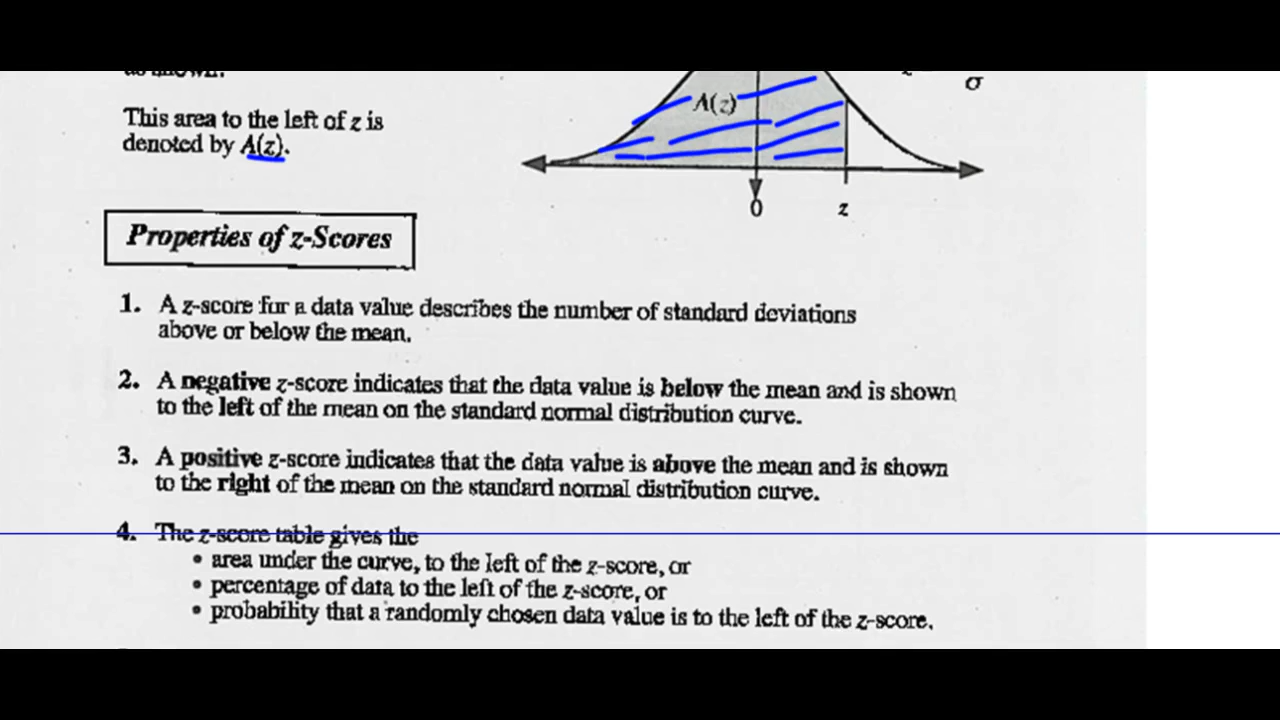 σ
A(z)
This area to the left of z is
denoted by A(z).
0 z
Properties of z-Scores
1. A z-score for a data value describes the number of standard deviations
above or below the mean.
2. A negative z-score indicates that the data value is below the mean and is shown
to the left of the mean on the standard normal distribution curve.
3. A positive z-score indicates that the data value is above the mean and is shown
to the right of the mean on the standard normal distribution curve.
4. The z-score table gives the
• area under the curve, to the left of the z-score, or
• percentage of data to the left of the z-score, or
• probability that a randomly chosen data value is to the left of the z-score.